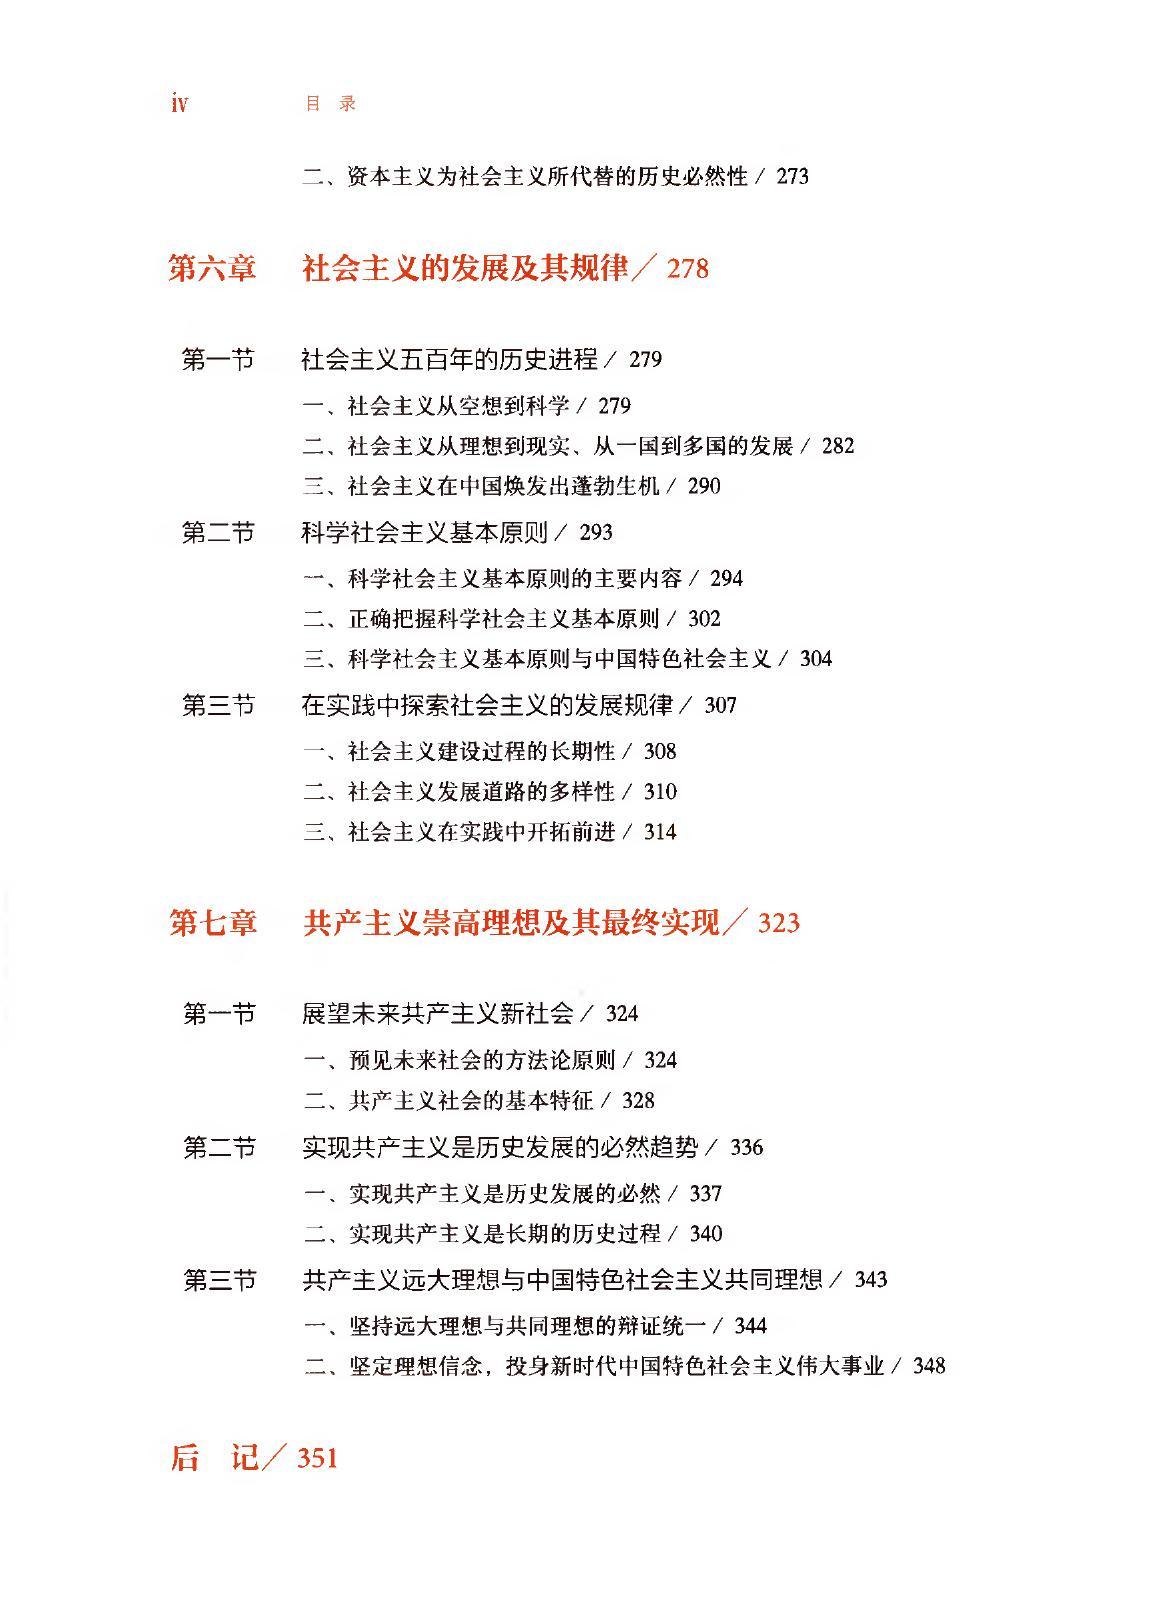 iv 目 录
二、资本主义为社会主义所代替的历史必然性 / 273
第六章 社会主义的发展及其规律 / 278
第一节 社会主义五百年的历史进程 / 279
一、社会主义从空想到科学 / 279
二、社会主义从理想到现实、从一国到多国的发展 / 282
三、社会主义在中国焕发出蓬勃生机 / 290
第二节 科学社会主义基本原则 / 293
一、科学社会主义基本原则的主要内容 / 294
二、正确把握科学社会主义基本原则 / 302
三、科学社会主义基本原则与中国特色社会主义 / 304
第三节 在实践中探索社会主义的发展规律 / 307
一、社会主义建设过程的长期性 / 308
二、社会主义发展道路的多样性 / 310
三、社会主义在实践中开拓前进 / 314
第七章 共产主义崇高理想及其最终实现 / 323
第一节 展望未来共产主义新社会 / 324
一、预见未来社会的方法论原则 / 324
二、共产主义社会的基本特征 / 328
第二节 实现共产主义是历史发展的必然趋势 / 336
一、实现共产主义是历史发展的必然 / 337
二、实现共产主义是长期的历史过程 / 340
第三节 共产主义远大理想与中国特色社会主义共同理想 / 343
一、坚持远大理想与共同理想的辩证统一 / 344
二、坚定理想信念，投身新时代中国特色社会主义伟大事业 / 348
后 记 / 351